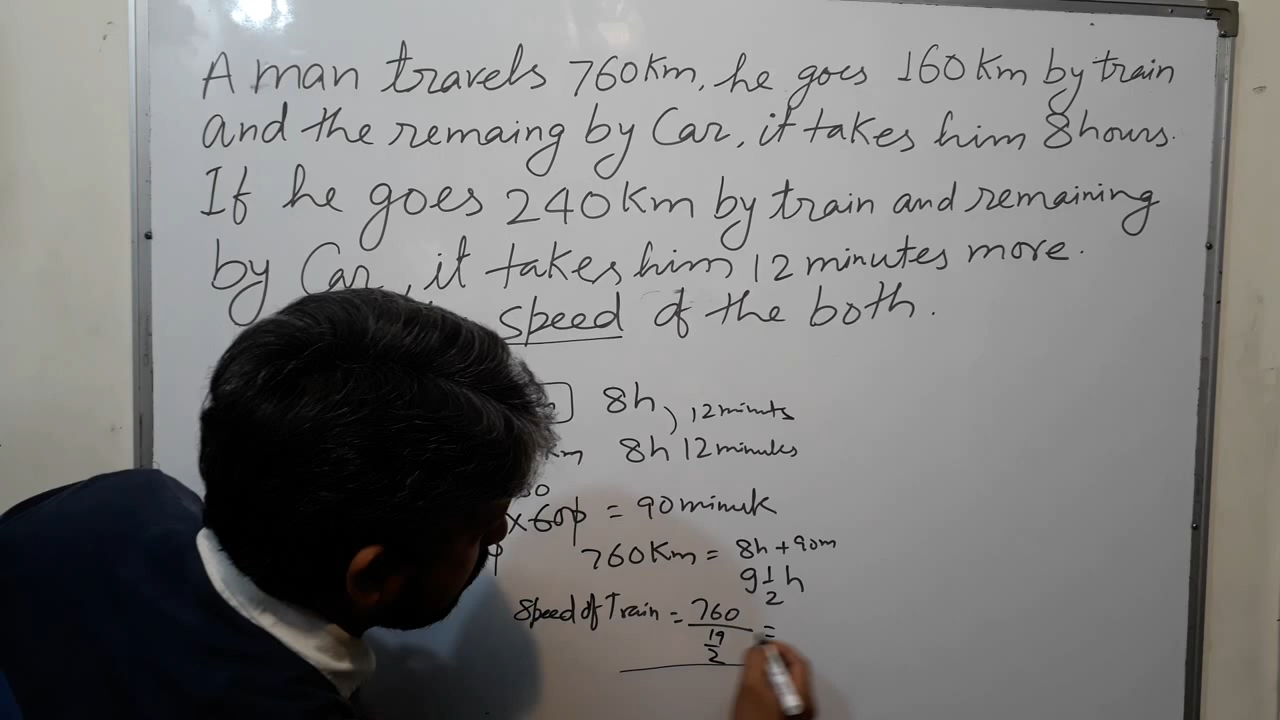 A man travels 760Km, he goes 160Km by train
and the remaing by Car, it takes him 8hours.
If he goes 240Km by train and remaining
by Car, it takes him 12 minutes more.
speed of the both.
8h, 12minuts
Km 8h 12minutes
= 90minuk
760Km = 8h + 90m
9 1/2 h
Speed of Train = 760 / 19/2 =